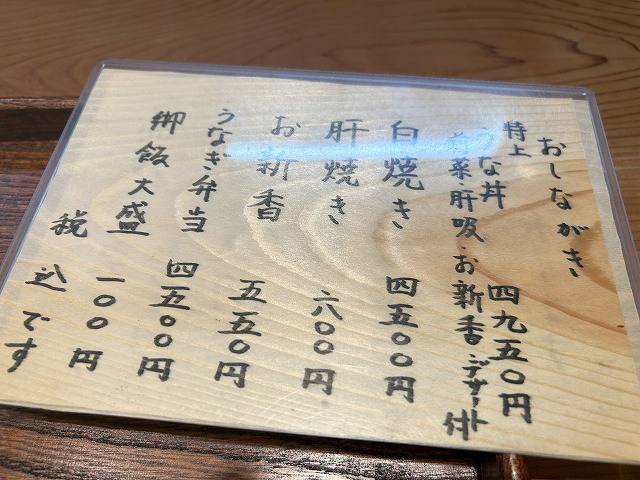 おしながき
特上
うな丼 四九五〇円
前菜肝吸・お新香 デザート付
白焼き 四五〇〇円
肝焼き 六〇〇円
お新香 五五〇円
うなぎ弁当 四五〇〇円
御飯大盛 一〇〇円
税込です